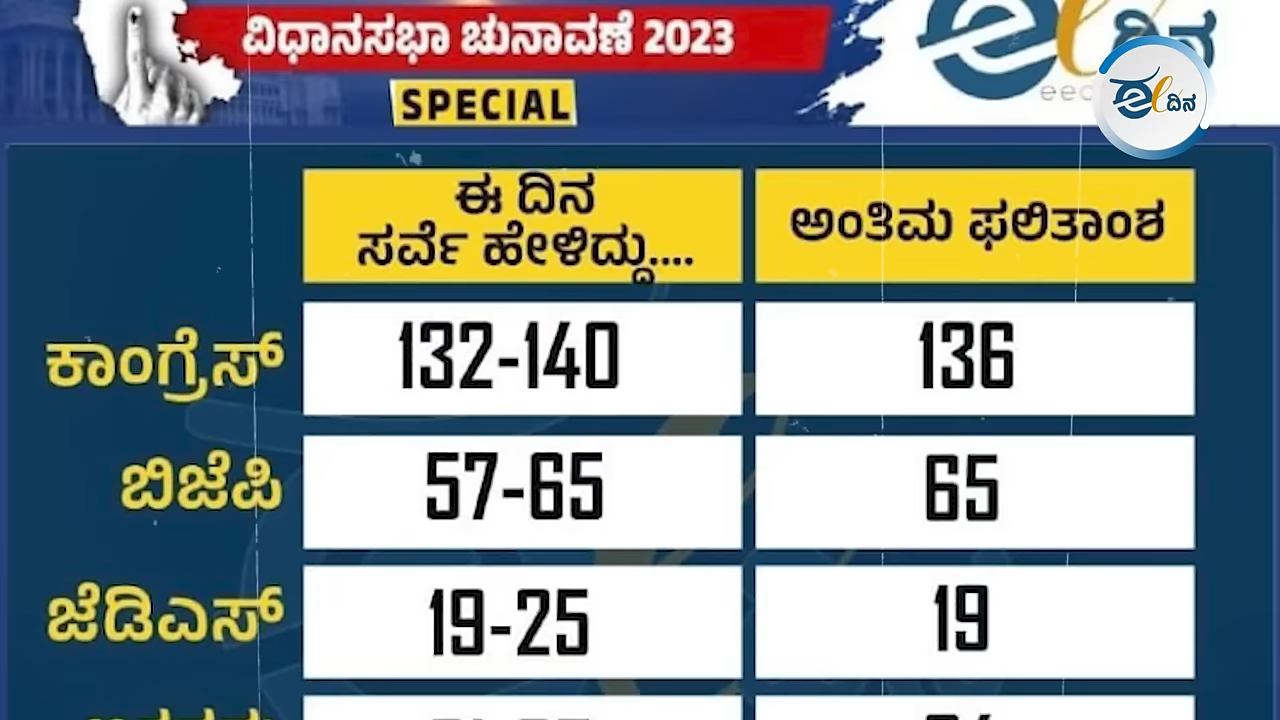 ವಿಧಾನಸಭಾ ಚುನಾವಣೆ 2023
SPECIAL
ಈ ದಿನ
ಈ ದಿನ
ಸರ್ವೆ ಹೇಳಿದ್ದು....
ಅಂತಿಮ ಫಲಿತಾಂಶ
ಕಾಂಗ್ರೆಸ್ 132-140 136
ಬಿಜೆಪಿ 57-65 65
ಜೆಡಿಎಸ್ 19-25 19